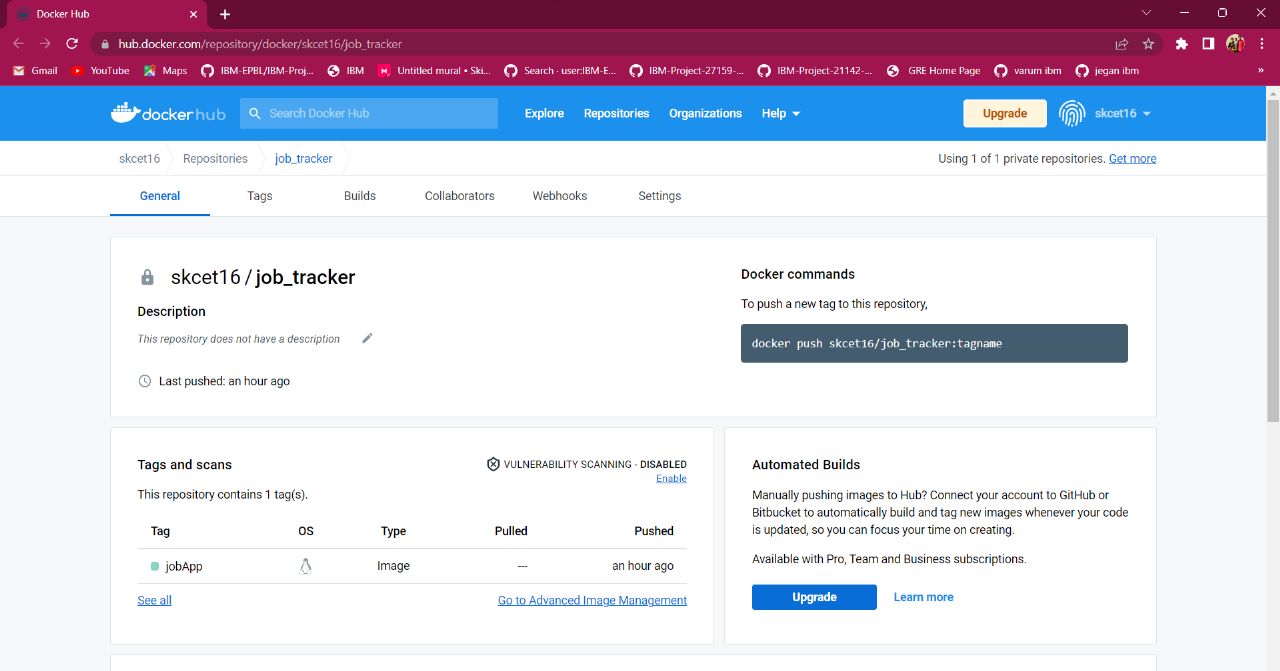 Docker Hub
hub.docker.com/repository/docker/skcet16/job_tracker
Gmail YouTube Maps IBM-EPBL/IBM-Proj... IBM Untitled mural • Ski... Search · user:IBM-E... IBM-Project-27159-... IBM-Project-21142-... GRE Home Page varum ibm jegan ibm »
dockerhub Search Docker Hub Explore Repositories Organizations Help Upgrade skcet16
skcet16 Repositories job_tracker Using 1 of 1 private repositories. Get more
General Tags Builds Collaborators Webhooks Settings
skcet16 / job_tracker
Description
This repository does not have a description
Last pushed: an hour ago
Docker commands
To push a new tag to this repository,
docker push skcet16/job_tracker:tagname
Tags and scans
VULNERABILITY SCANNING - DISABLED
Enable
This repository contains 1 tag(s).
Tag OS Type Pulled Pushed
jobApp Image --- an hour ago
See all Go to Advanced Image Management
Automated Builds
Manually pushing images to Hub? Connect your account to GitHub or
Bitbucket to automatically build and tag new images whenever your code
is updated, so you can focus your time on creating.
Available with Pro, Team and Business subscriptions.
Upgrade Learn more